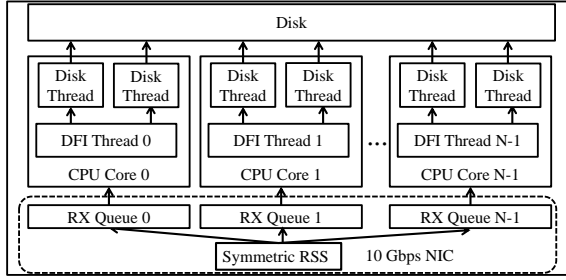 Disk
Disk Thread
Disk Thread
Disk Thread
Disk Thread
Disk Thread
Disk Thread
DFI Thread 0
DFI Thread 1
...
DFI Thread N-1
CPU Core 0
CPU Core 1
CPU Core N-1
RX Queue 0
RX Queue 1
RX Queue N-1
Symmetric RSS
10 Gbps NIC